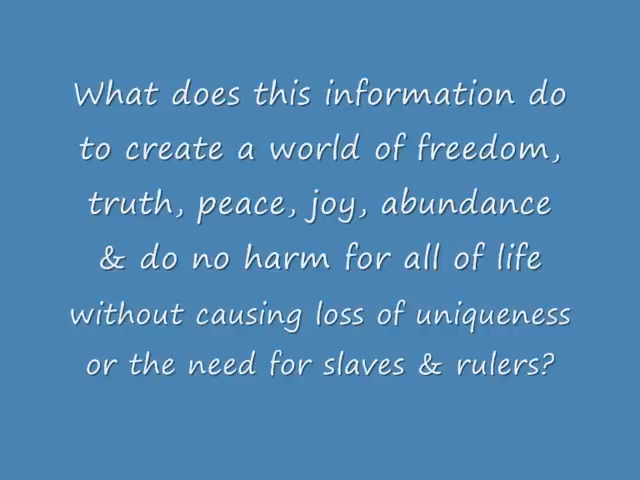 What does this information do
to create a world of freedom,
truth, peace, joy, abundance
& do no harm for all of life
without causing loss of uniqueness
or the need for slaves & rulers?